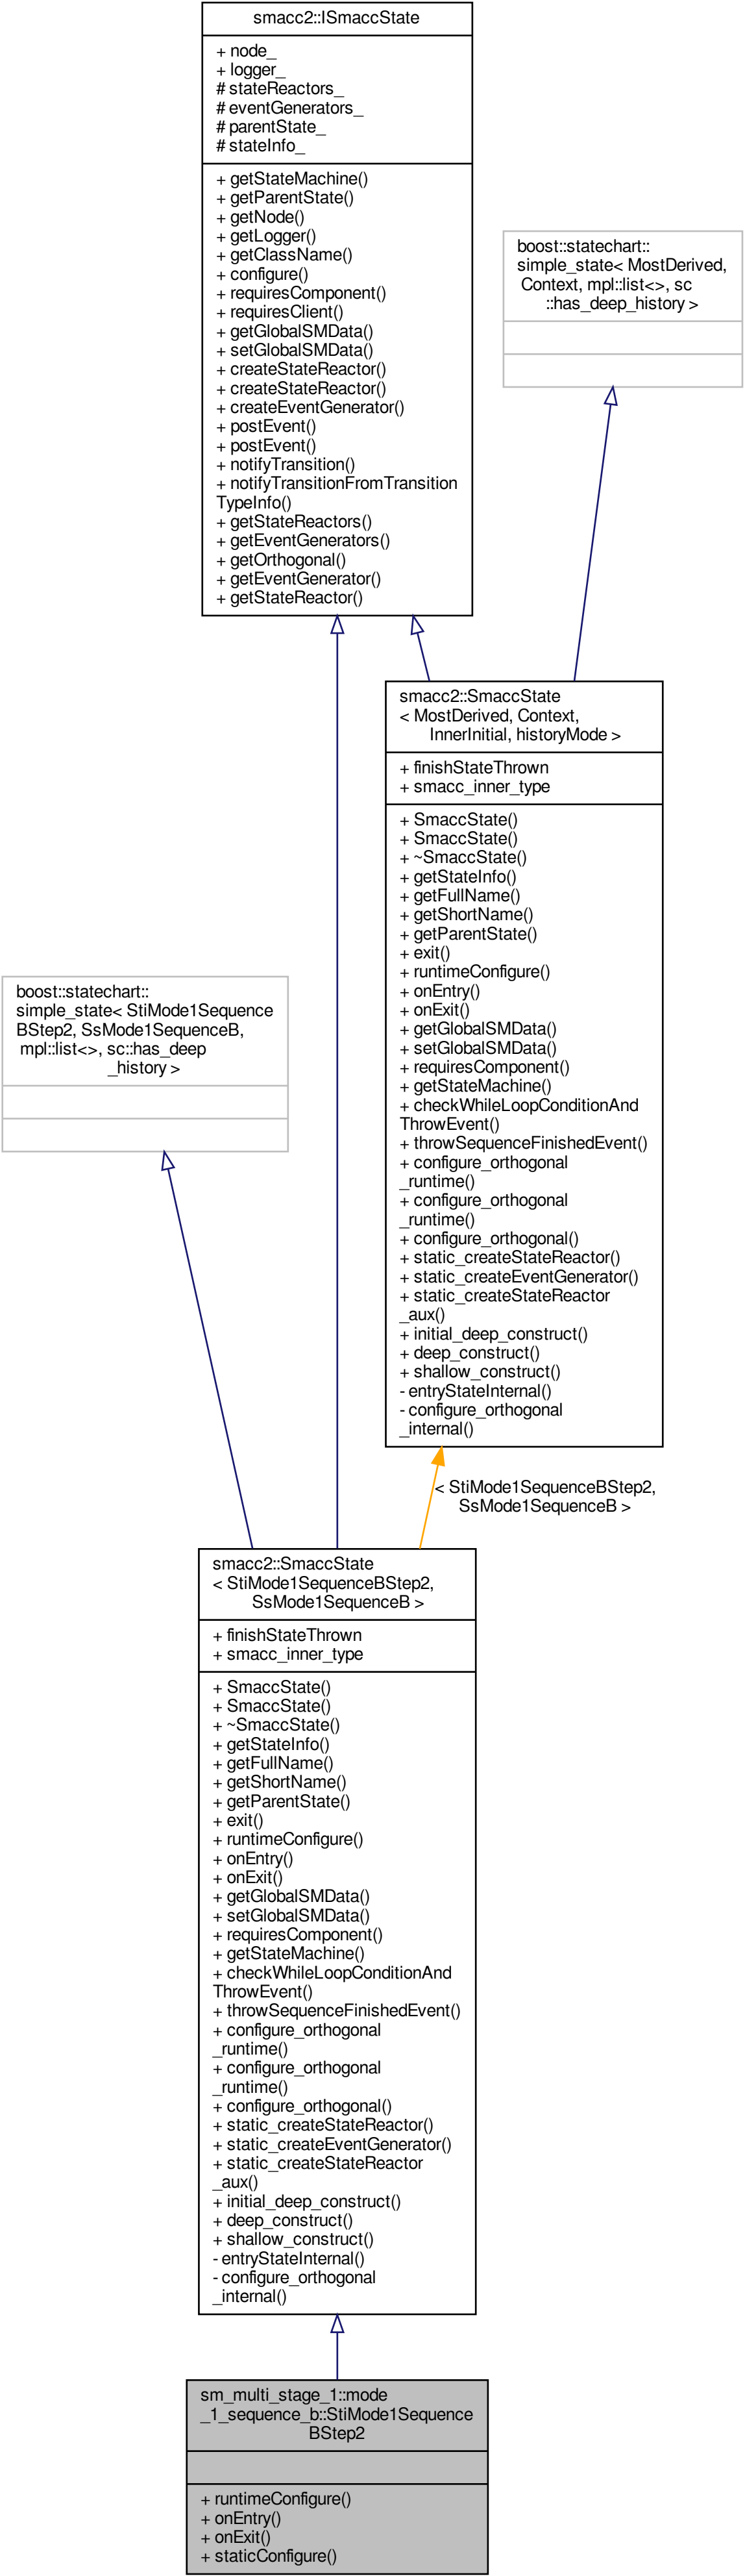 smacc2::ISmaccState
+ node_
+ logger_
# stateReactors_
# eventGenerators_
# parentState_
# stateInfo_
+ getStateMachine()
+ getParentState()
+ getNode()
+ getLogger()
+ getClassName()
+ configure()
+ requiresComponent()
+ requiresClient()
+ getGlobalSMData()
+ setGlobalSMData()
+ createStateReactor()
+ createStateReactor()
+ createEventGenerator()
+ postEvent()
+ postEvent()
+ notifyTransition()
+ notifyTransitionFromTransition
TypeInfo()
+ getStateReactors()
+ getEventGenerators()
+ getOrthogonal()
+ getEventGenerator()
+ getStateReactor()
boost::statechart::
simple_state< MostDerived,
Context, mpl::list<>, sc
::has_deep_history >
smacc2::SmaccState
< MostDerived, Context,
InnerInitial, historyMode >
+ finishStateThrown
+ smacc_inner_type
+ SmaccState()
+ SmaccState()
+ ~SmaccState()
+ getStateInfo()
+ getFullName()
+ getShortName()
+ getParentState()
+ exit()
+ runtimeConfigure()
+ onEntry()
+ onExit()
+ getGlobalSMData()
+ setGlobalSMData()
+ requiresComponent()
+ getStateMachine()
+ checkWhileLoopConditionAnd
ThrowEvent()
+ throwSequenceFinishedEvent()
+ configure_orthogonal
_runtime()
+ configure_orthogonal
_runtime()
+ configure_orthogonal()
+ static_createStateReactor()
+ static_createEventGenerator()
+ static_createStateReactor
_aux()
+ initial_deep_construct()
+ deep_construct()
+ shallow_construct()
- entryStateInternal()
- configure_orthogonal
_internal()
boost::statechart::
simple_state< StiMode1Sequence
BStep2, SsMode1SequenceB,
mpl::list<>, sc::has_deep
_history >
< StiMode1SequenceBStep2,
SsMode1SequenceB >
smacc2::SmaccState
< StiMode1SequenceBStep2,
SsMode1SequenceB >
+ finishStateThrown
+ smacc_inner_type
+ SmaccState()
+ SmaccState()
+ ~SmaccState()
+ getStateInfo()
+ getFullName()
+ getShortName()
+ getParentState()
+ exit()
+ runtimeConfigure()
+ onEntry()
+ onExit()
+ getGlobalSMData()
+ setGlobalSMData()
+ requiresComponent()
+ getStateMachine()
+ checkWhileLoopConditionAnd
ThrowEvent()
+ throwSequenceFinishedEvent()
+ configure_orthogonal
_runtime()
+ configure_orthogonal
_runtime()
+ configure_orthogonal()
+ static_createStateReactor()
+ static_createEventGenerator()
+ static_createStateReactor
_aux()
+ initial_deep_construct()
+ deep_construct()
+ shallow_construct()
- entryStateInternal()
- configure_orthogonal
_internal()
sm_multi_stage_1::mode
_1_sequence_b::StiMode1Sequence
BStep2
+ runtimeConfigure()
+ onEntry()
+ onExit()
+ staticConfigure()